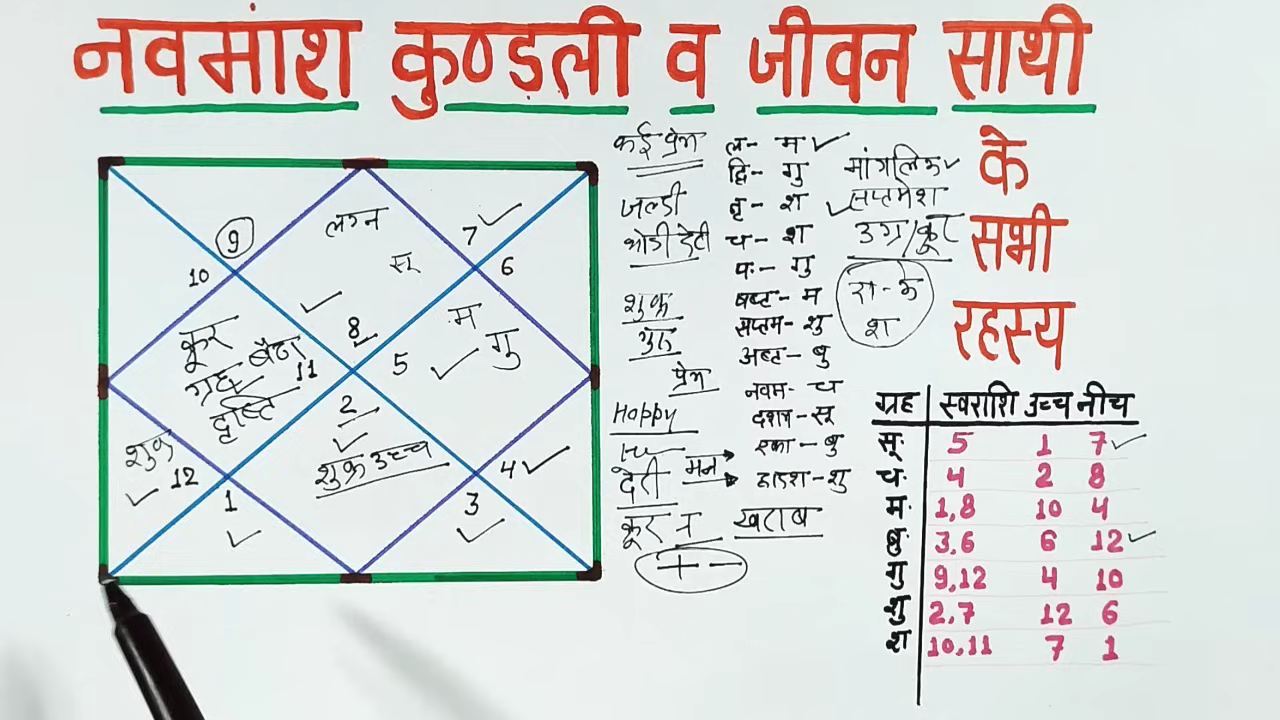 नवमांश कुण्डली व जीवन साथी
के
सभी
रहस्य
लग्न
सू
9
10
7
6
8
म
गु
5
क्रूर
ग्रह बैठा
दृष्टि
11
2
शुक्र उच्च
शुक्र
12
1
4
3
कई प्रेम
जल्दी
थोडी देटी
शुक्र
गुरु
प्रेम
Happy
देटी
मन
क्रूर न खटाब
+ -
ल- म
द्वि- गु
तृ- श
च- श
पं- गु
षष्ट- म
सप्तम- शु
अष्ट- बु
नवम- च
दशम- सू
एका- बु
द्वादश- शु
मांगलिक
सप्तमेश
उग्र/क्रूर
रा- के
श
ग्रह स्वराशि उच्च नीच
सू. 5 1 7
च. 4 2 8
म. 1,8 10 4
बु. 3,6 6 12
गु 9,12 4 10
शु 2,7 12 6
श 10,11 7 1